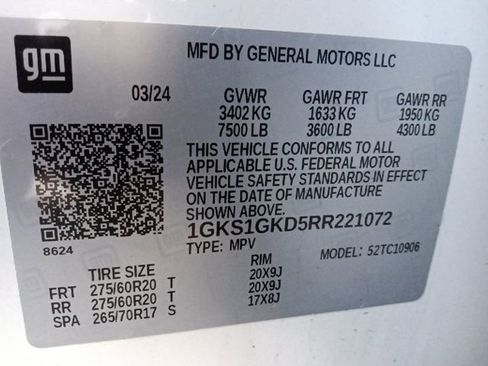 gm
MFD BY GENERAL MOTORS LLC
03/24 GVWR GAWR FRT GAWR RR
3402 KG 1633 KG 1950 KG
7500 LB 3600 LB 4300 LB
THIS VEHICLE CONFORMS TO ALL
APPLICABLE U.S. FEDERAL MOTOR
VEHICLE SAFETY STANDARDS IN EFFECT
ON THE DATE OF MANUFACTURE
SHOWN ABOVE.
1GKS1GKD5RR221072
8624 TYPE: MPV MODEL: 52TC10906
TIRE SIZE RIM
FRT 275/60R20 T 20X9J
RR 275/60R20 T 20X9J
SPA 265/70R17 S 17X8J